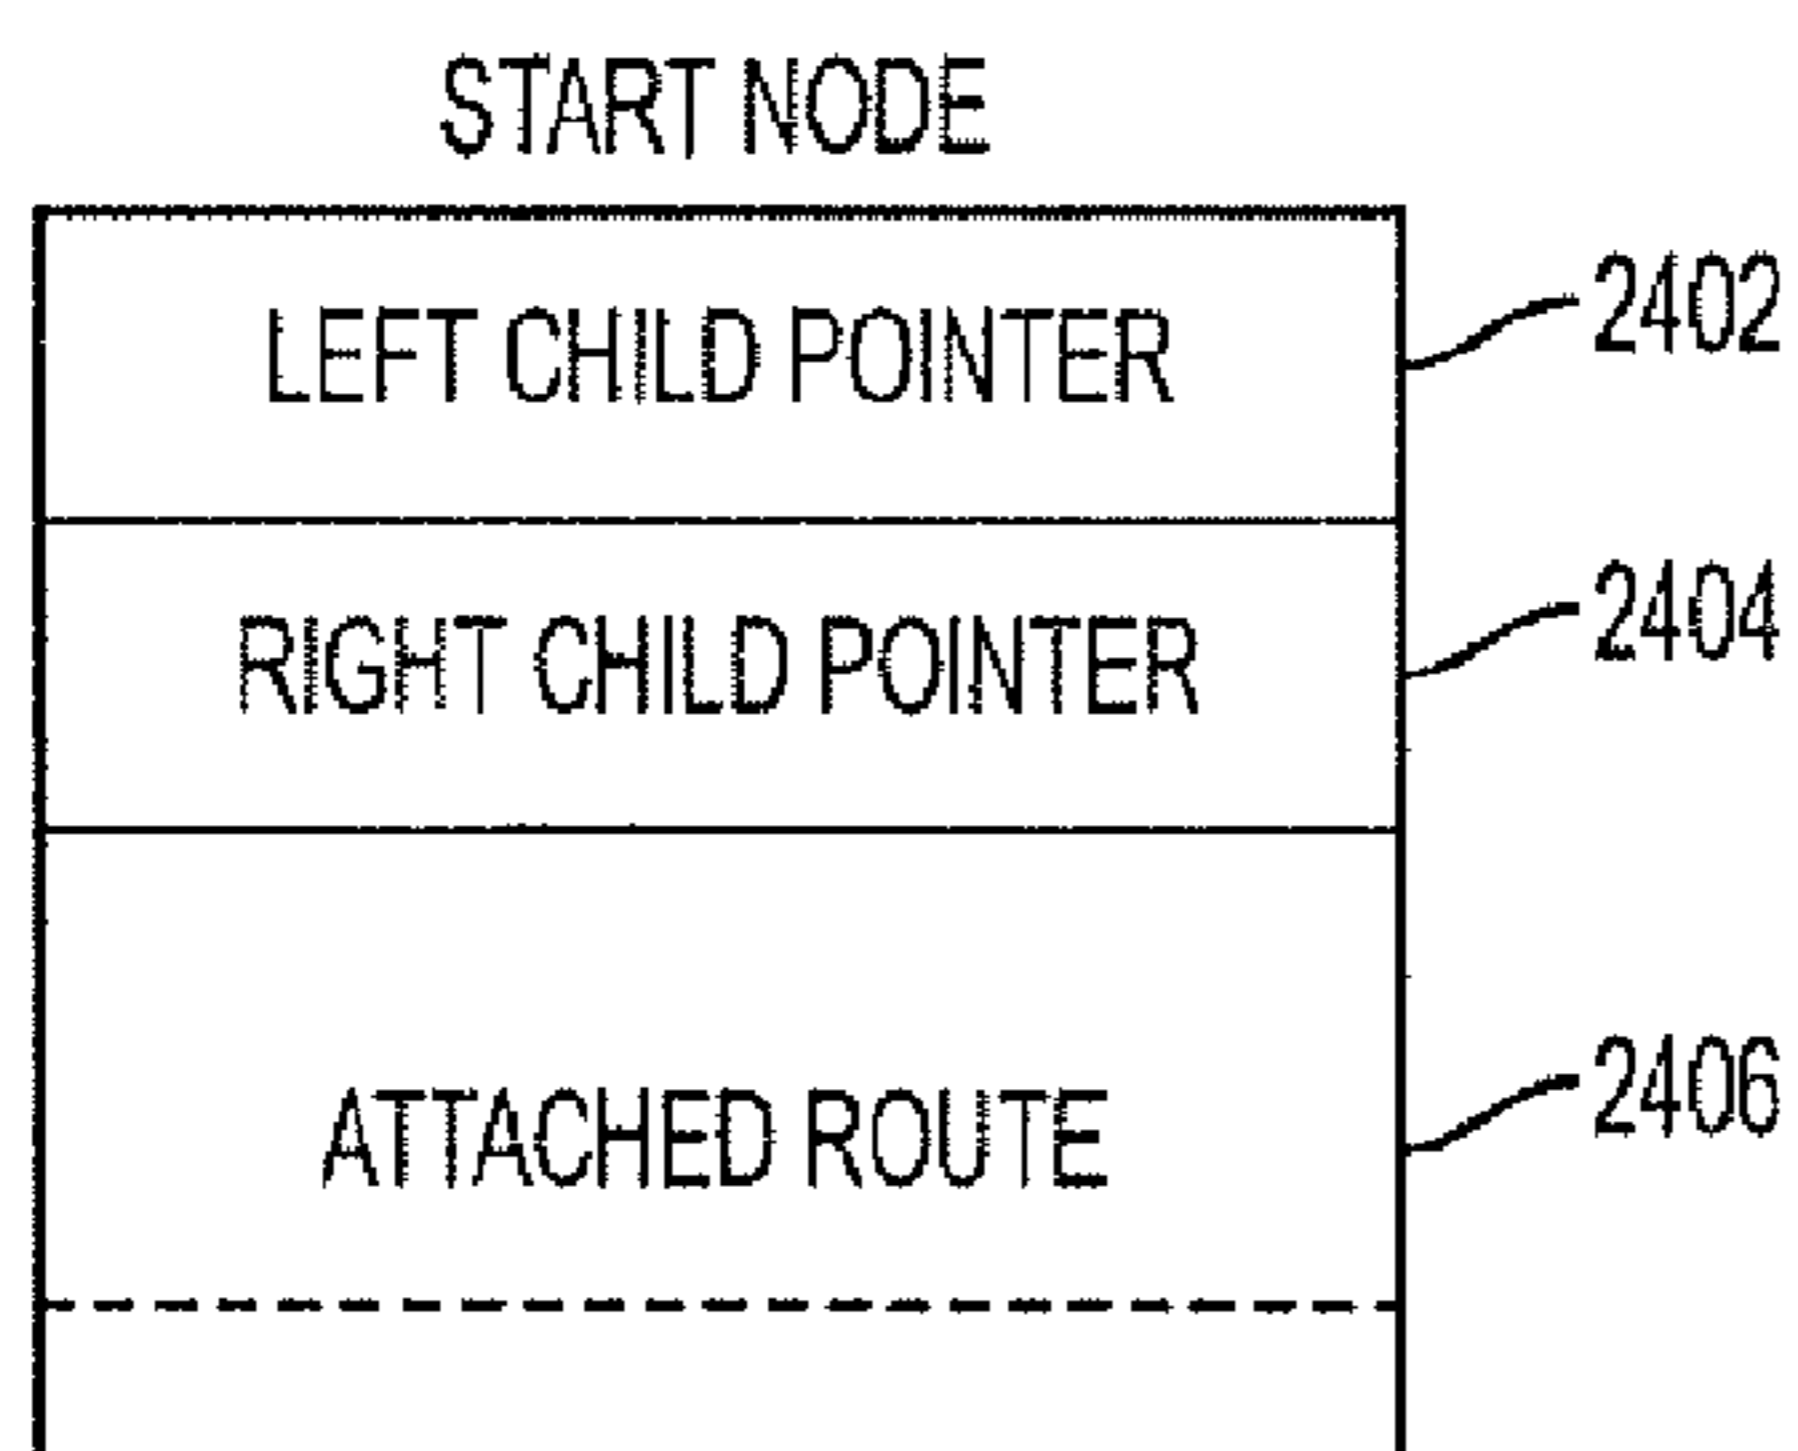 START NODE
LEFT CHILD POINTER 2402
RIGHT CHILD POINTER 2404
ATTACHED ROUTE 2406